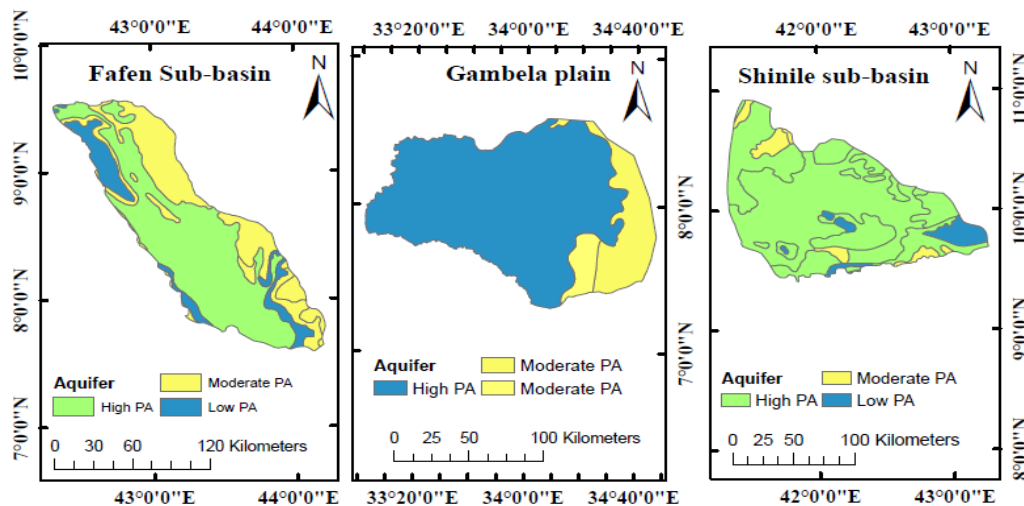 43°0'0"E 44°0'0"E
10°0'0"N
9°0'0"N
8°0'0"N
7°0'0"N
Fafen Sub-basin
N
Aquifer
Moderate PA
High PA
Low PA
0 30 60 120 Kilometers
43°0'0"E 44°0'0"E
33°20'0"E 34°0'0"E 34°40'0"E
Gambela plain
N
8°0'0"N
7°0'0"N
Aquifer
Moderate PA
High PA
Moderate PA
0 25 50 100 Kilometers
33°20'0"E 34°0'0"E 34°40'0"E
42°0'0"E 43°0'0"E
Shinile sub-basin
N
11°0'0"N
10°0'0"N
9°0'0"N
8°0'0"N
Aquifer
Moderate PA
High PA
Low PA
0 25 50 100 Kilometers
42°0'0"E 43°0'0"E